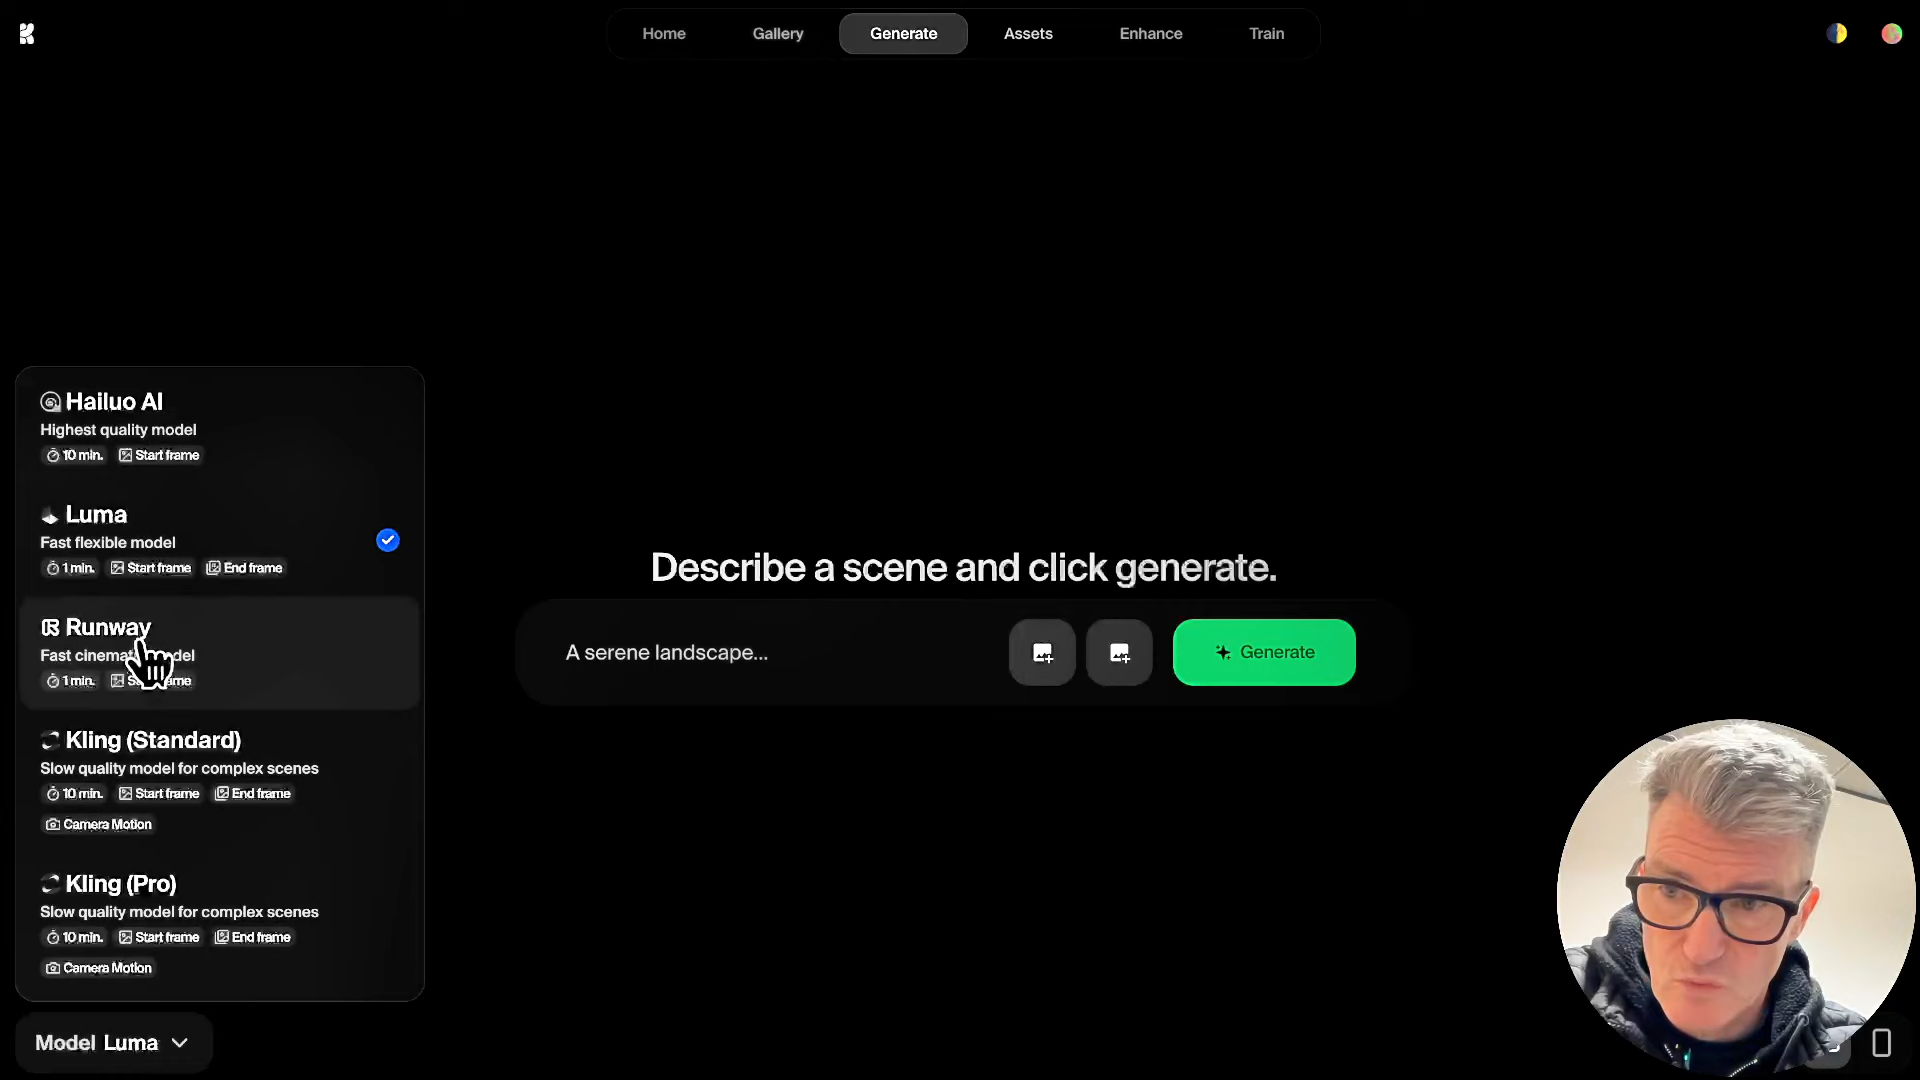 Home Gallery Generate Assets Enhance Train
Hailuo AI
Highest quality model
10 min. Start frame
Luma
Fast flexible model
1 min. Start frame End frame
Runway
Fast
1 min.
Kling (Standard)
Slow quality model for complex scenes
10 min. Start frame End frame
Camera Motion
Kling (Pro)
Slow quality model for complex scenes
10 min. Start frame End frame
Camera Motion
Model Luma
Describe a scene and click generate.
A serene landscape...
Generate